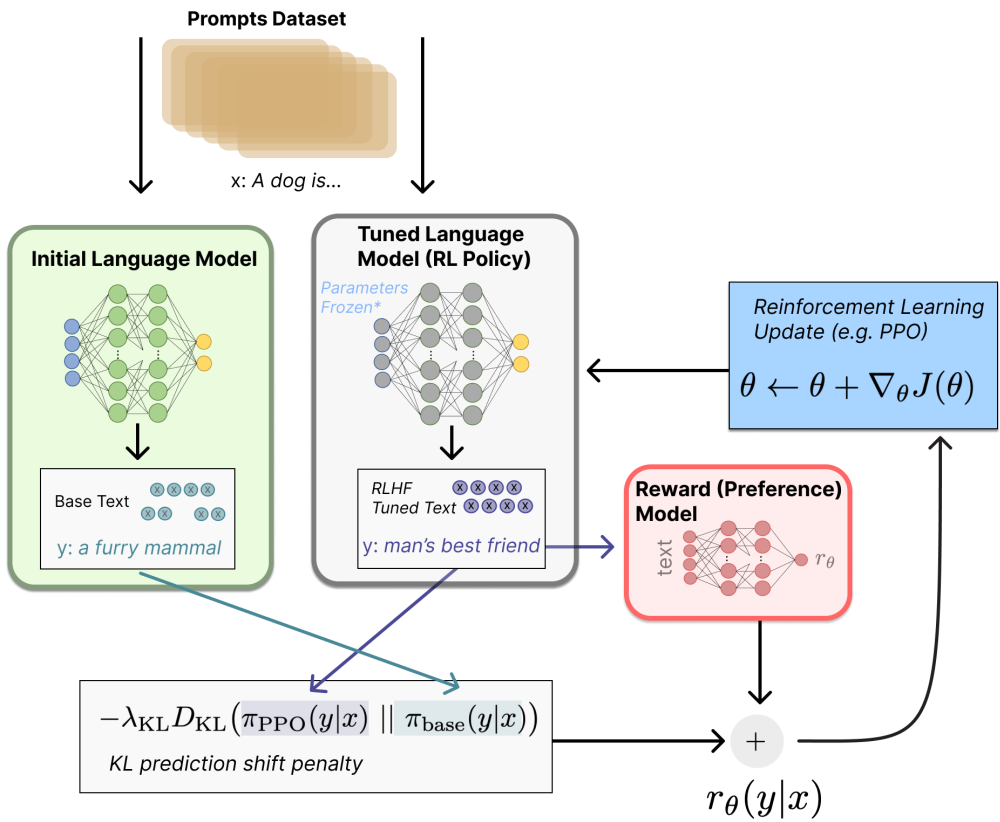 Prompts Dataset
x: A dog is...
Initial Language Model
Tuned Language
Model (RL Policy)
Parameters
Frozen*
Reinforcement Learning
Update (e.g. PPO)
θ ← θ + ∇θJ(θ)
Base Text
x x x x
x x x x
y: a furry mammal
RLHF
Tuned Text
x x x x
x x x x
y: man's best friend
Reward (Preference)
Model
text
rθ
−λKL DKL(πPPO(y|x) || πbase(y|x))
KL prediction shift penalty
+
rθ(y|x)